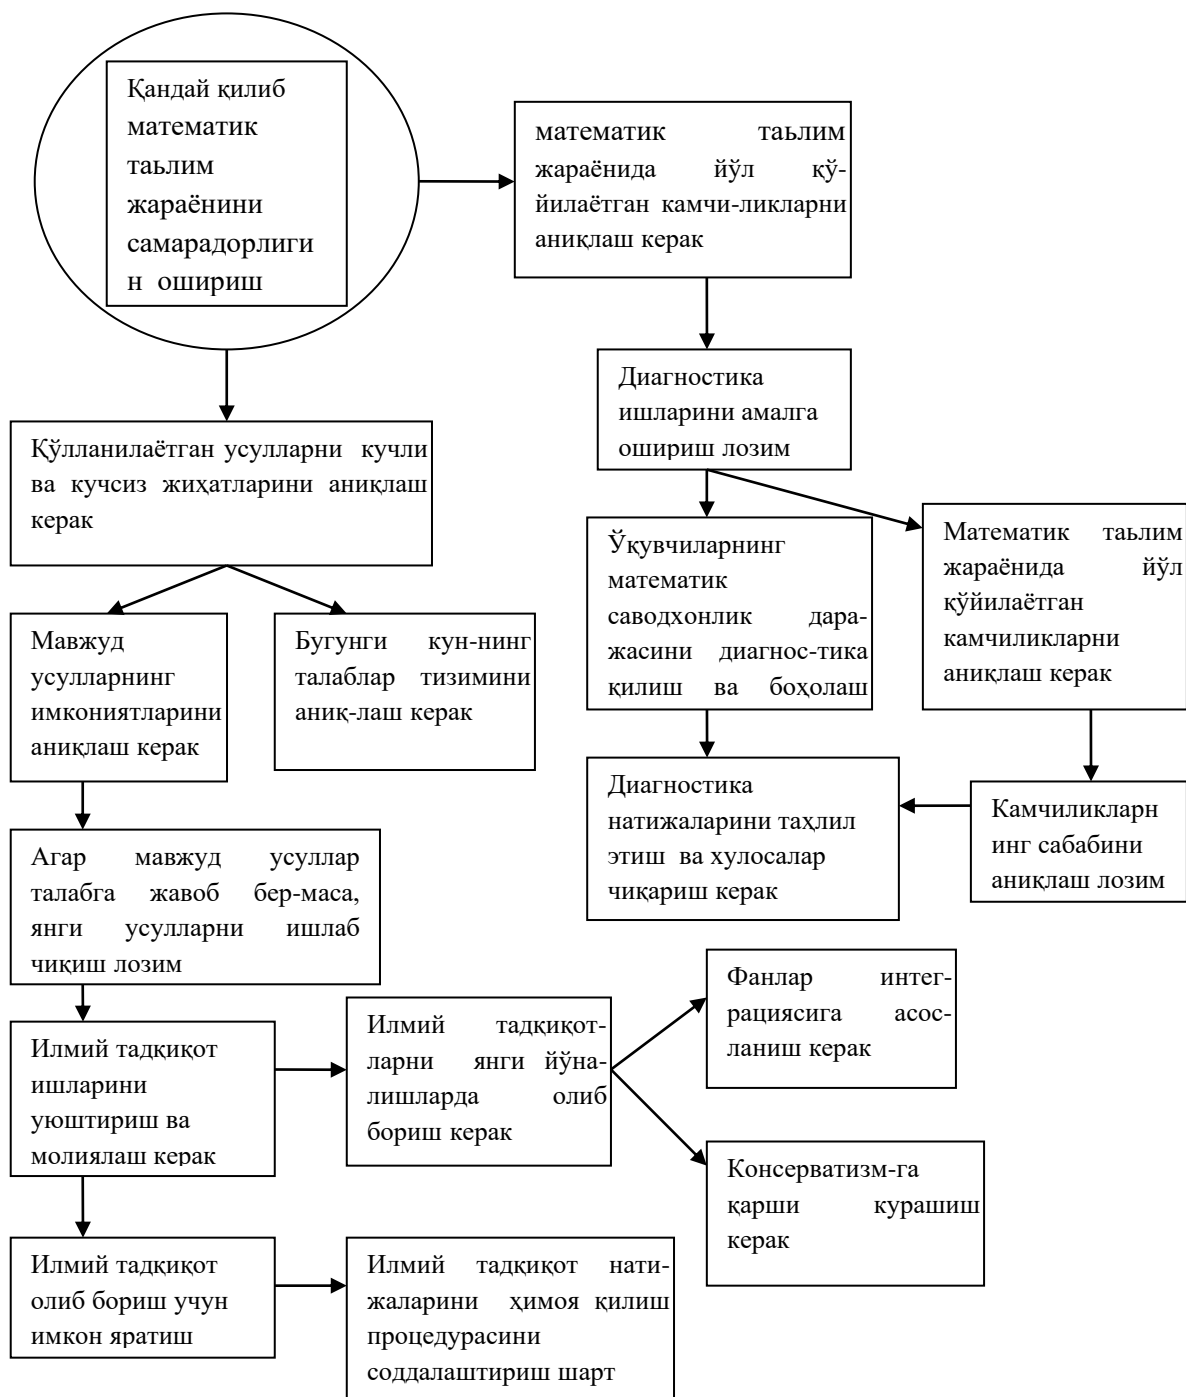 Қандай қилиб
математик
таьлим
жараёнини
самарадорлиги
н ошириш
математик таьлим
жараёнида йўл қў-
йилаётган камчи-ликларни
аниқлаш керак
Диагностика
ишларини амалга
ошириш лозим
Қўлланилаётган усулларни кучли
ва кучсиз жиҳатларини аниқлаш
керак
Ўқувчиларнинг
математик
саводхонлик дара-
жасини диагнос-тика
қилиш ва боҳолаш
Математик таьлим
жараёнида йўл
қўйилаётган
камчиликларни
аниқлаш керак
Мавжуд
усулларнинг
имкониятларини
аниқлаш керак
Бугунги кун-нинг
талаблар тизимини
аниқ-лаш керак
Диагностика
натижаларини таҳлил
этиш ва хулосалар
чиқариш керак
Камчиликларн
инг сабабини
аниқлаш лозим
Агар мавжуд усуллар
талабга жавоб бер-маса,
янги усулларни ишлаб
чиқиш лозим
Илмий тадқиқот
ишларини
уюштириш ва
молиялаш керак
Илмий тадқиқот-
ларни янги йўна-
лишларда олиб
бориш керак
Фанлар интег-
рациясига асос-
ланиш керак
Консерватизм-га
қарши курашиш
керак
Илмий тадқиқот
олиб бориш учун
имкон яратиш
Илмий тадқиқот нати-
жаларини ҳимоя қилиш
процедурасини
соддалаштириш шарт